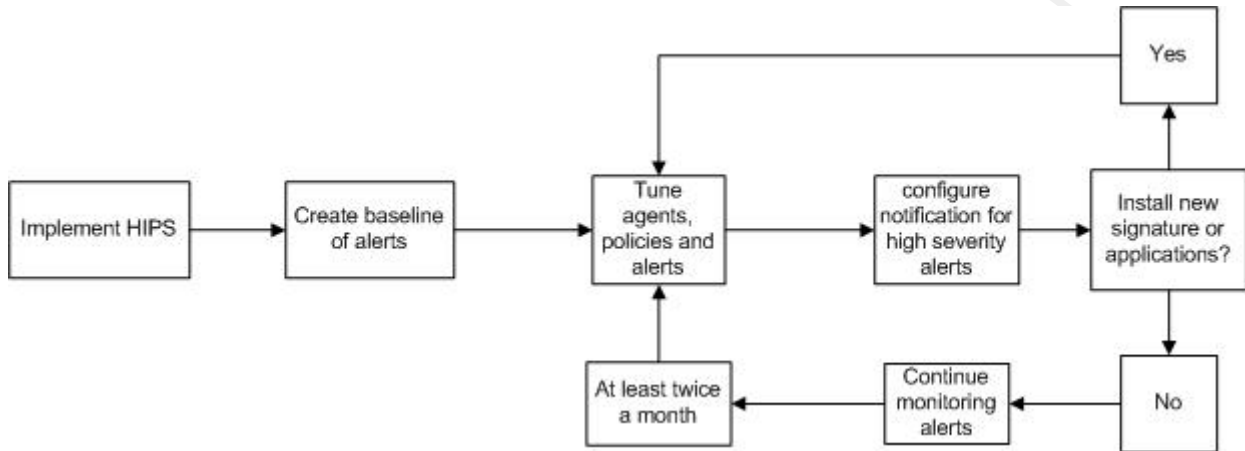 Yes
Implement HIPS
Create baseline
of alerts
Tune
agents,
policies and
alerts
configure
notification for
high severity
alerts
Install new
signature or
applications?
At least twice
a month
Continue
monitoring
alerts
No